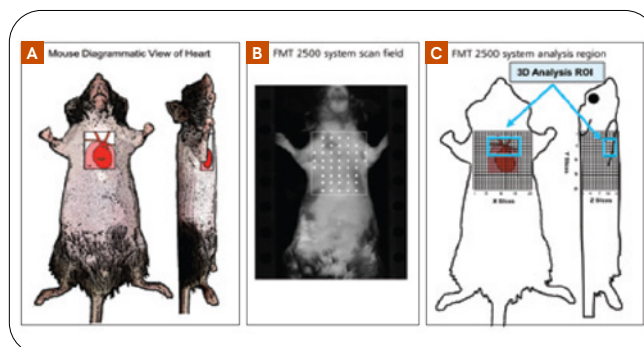 A Mouse Diagrammatic View of Heart
B FMT 2500 system scan field
C FMT 2500 system analysis region
3D Analysis ROI
X Slices
Y Slices
Z Slices